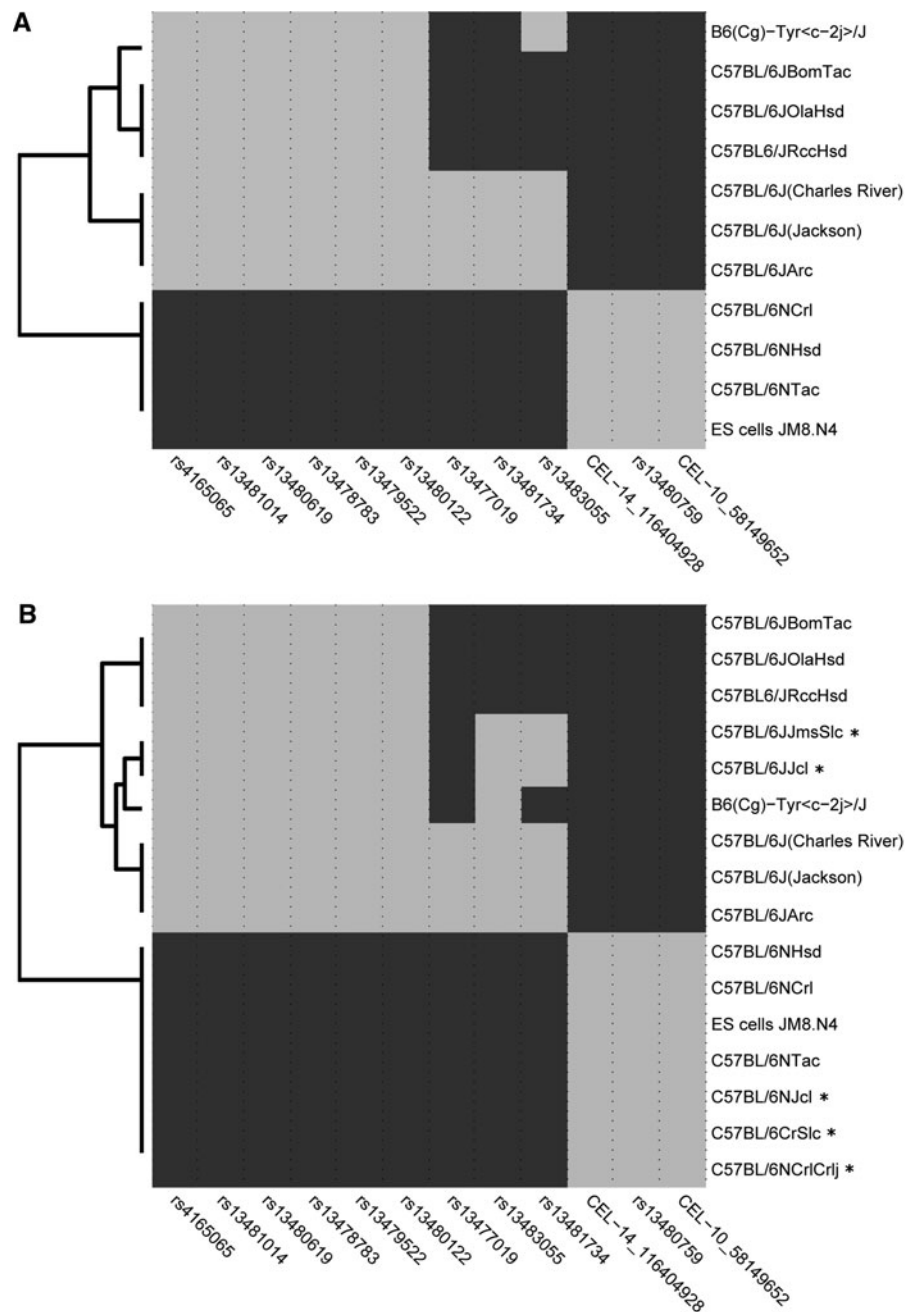 A
B6(Cg)-Tyr<c-2j>/J
C57BL/6JBomTac
C57BL/6JOlaHsd
C57BL6/JRccHsd
C57BL/6J(Charles River)
C57BL/6J(Jackson)
C57BL/6JArc
C57BL/6NCrl
C57BL/6NHsd
C57BL/6NTac
ES cells JM8.N4
rs4165065
rs13481014
rs13480619
rs13478783
rs13479522
rs13480122
rs13477019
rs13481734
rs13483055
CEL-14_116404928
rs13480759
CEL-10_58149652
B
C57BL/6JBomTac
C57BL/6JOlaHsd
C57BL6/JRccHsd
C57BL/6JJmsSlc *
C57BL/6JJcl *
B6(Cg)-Tyr<c-2j>/J
C57BL/6J(Charles River)
C57BL/6J(Jackson)
C57BL/6JArc
C57BL/6NHsd
C57BL/6NCrl
ES cells JM8.N4
C57BL/6NTac
C57BL/6NJcl *
C57BL/6CrSlc *
C57BL/6NCrlCrlj *
rs4165065
rs13481014
rs13480619
rs13478783
rs13479522
rs13480122
rs13477019
rs13483055
rs13481734
CEL-14_116404928
rs13480759
CEL-10_58149652